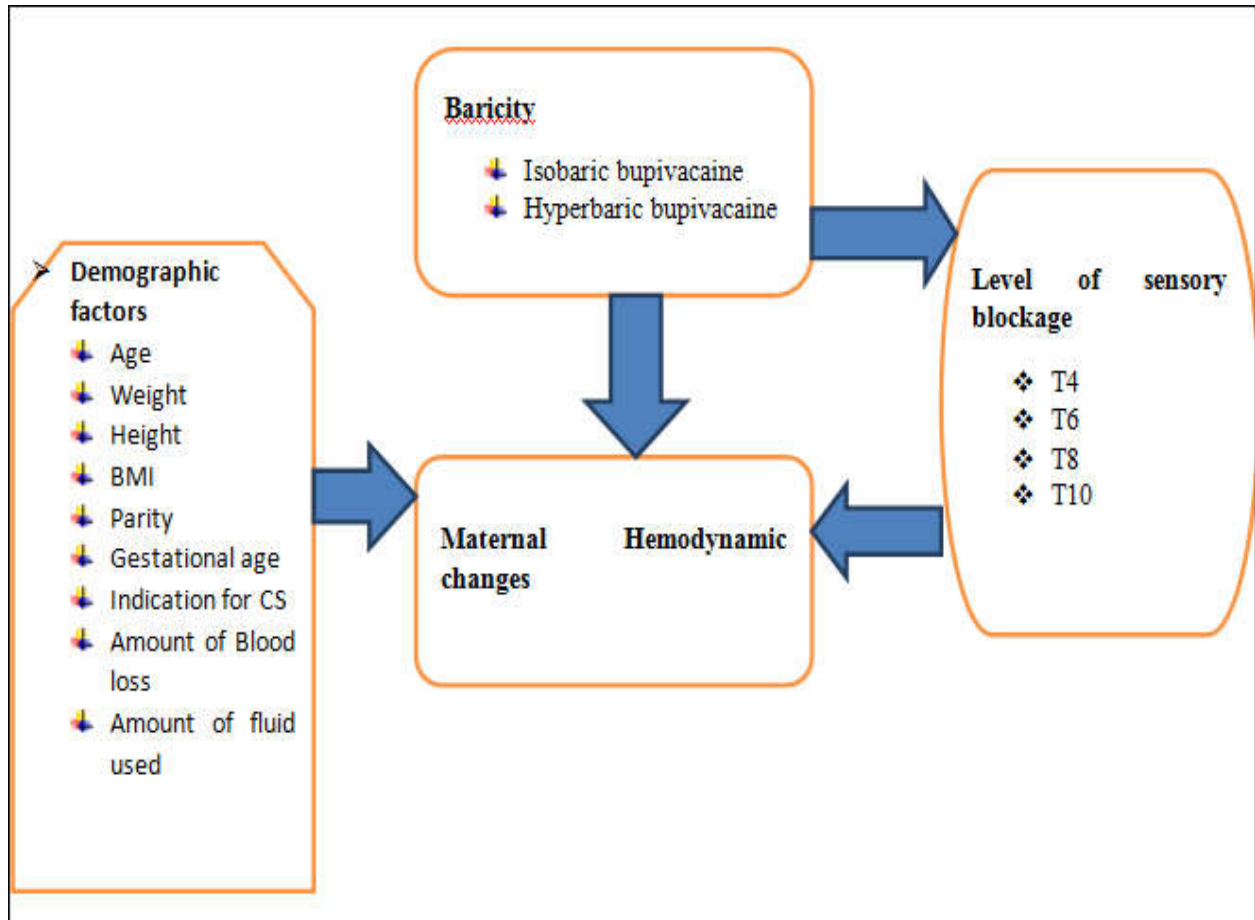 Baricity
Isobaric bupivacaine
Hyperbaric bupivacaine
Demographic
factors
Age
Weight
Height
BMI
Parity
Gestational age
Indication for CS
Amount of Blood
loss
Amount of fluid
used
Maternal Hemodynamic
changes
Level of sensory
blockage
T4
T6
T8
T10